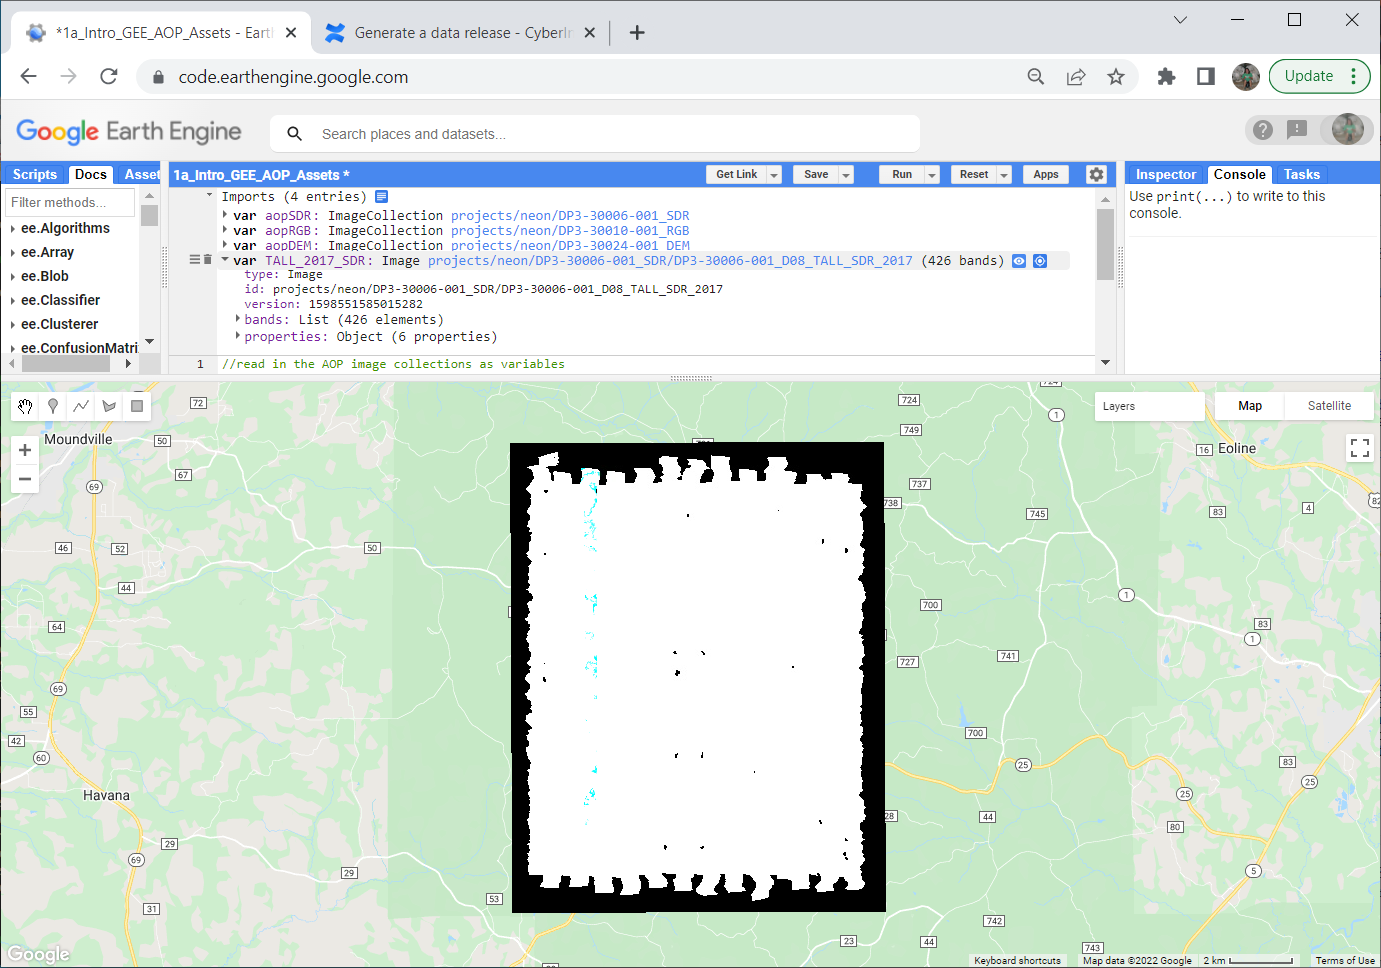 *1a_Intro_GEE_AOP_Assets - Eart
Generate a data release - CyberIn
code.earthengine.google.com
Update
Google Earth Engine
Search places and datasets...
Scripts Docs Asset
1a_Intro_GEE_AOP_Assets *
Get Link Save Run Reset Apps
Inspector Console Tasks
Filter methods...
ee.Algorithms
ee.Array
ee.Blob
ee.Classifier
ee.Clusterer
ee.ConfusionMatri
Imports (4 entries)
var aopSDR: ImageCollection projects/neon/DP3-30006-001_SDR
var aopRGB: ImageCollection projects/neon/DP3-30010-001_RGB
var aopDEM: ImageCollection projects/neon/DP3-30024-001_DEM
var TALL_2017_SDR: Image projects/neon/DP3-30006-001_SDR/DP3-30006-001_D08_TALL_SDR_2017 (426 bands)
type: Image
id: projects/neon/DP3-30006-001_SDR/DP3-30006-001_D08_TALL_SDR_2017
version: 1598551585015282
bands: List (426 elements)
properties: Object (6 properties)
1 //read in the AOP image collections as variables
Use print(...) to write to this
console.
Layers
Map Satellite
724
72
724
1
Moundville
50
749
16 Eoline
67
69
737
82
738
745
83
4
46
52
50
44
1
700
64
83
1
741
727
69
55
700
42
60
25
83
25
Havana
25
28
44
80
29
69
29
5
53
31
742
23
44
743
Google
Keyboard shortcuts Map data ©2022 Google 2 km Terms of Use